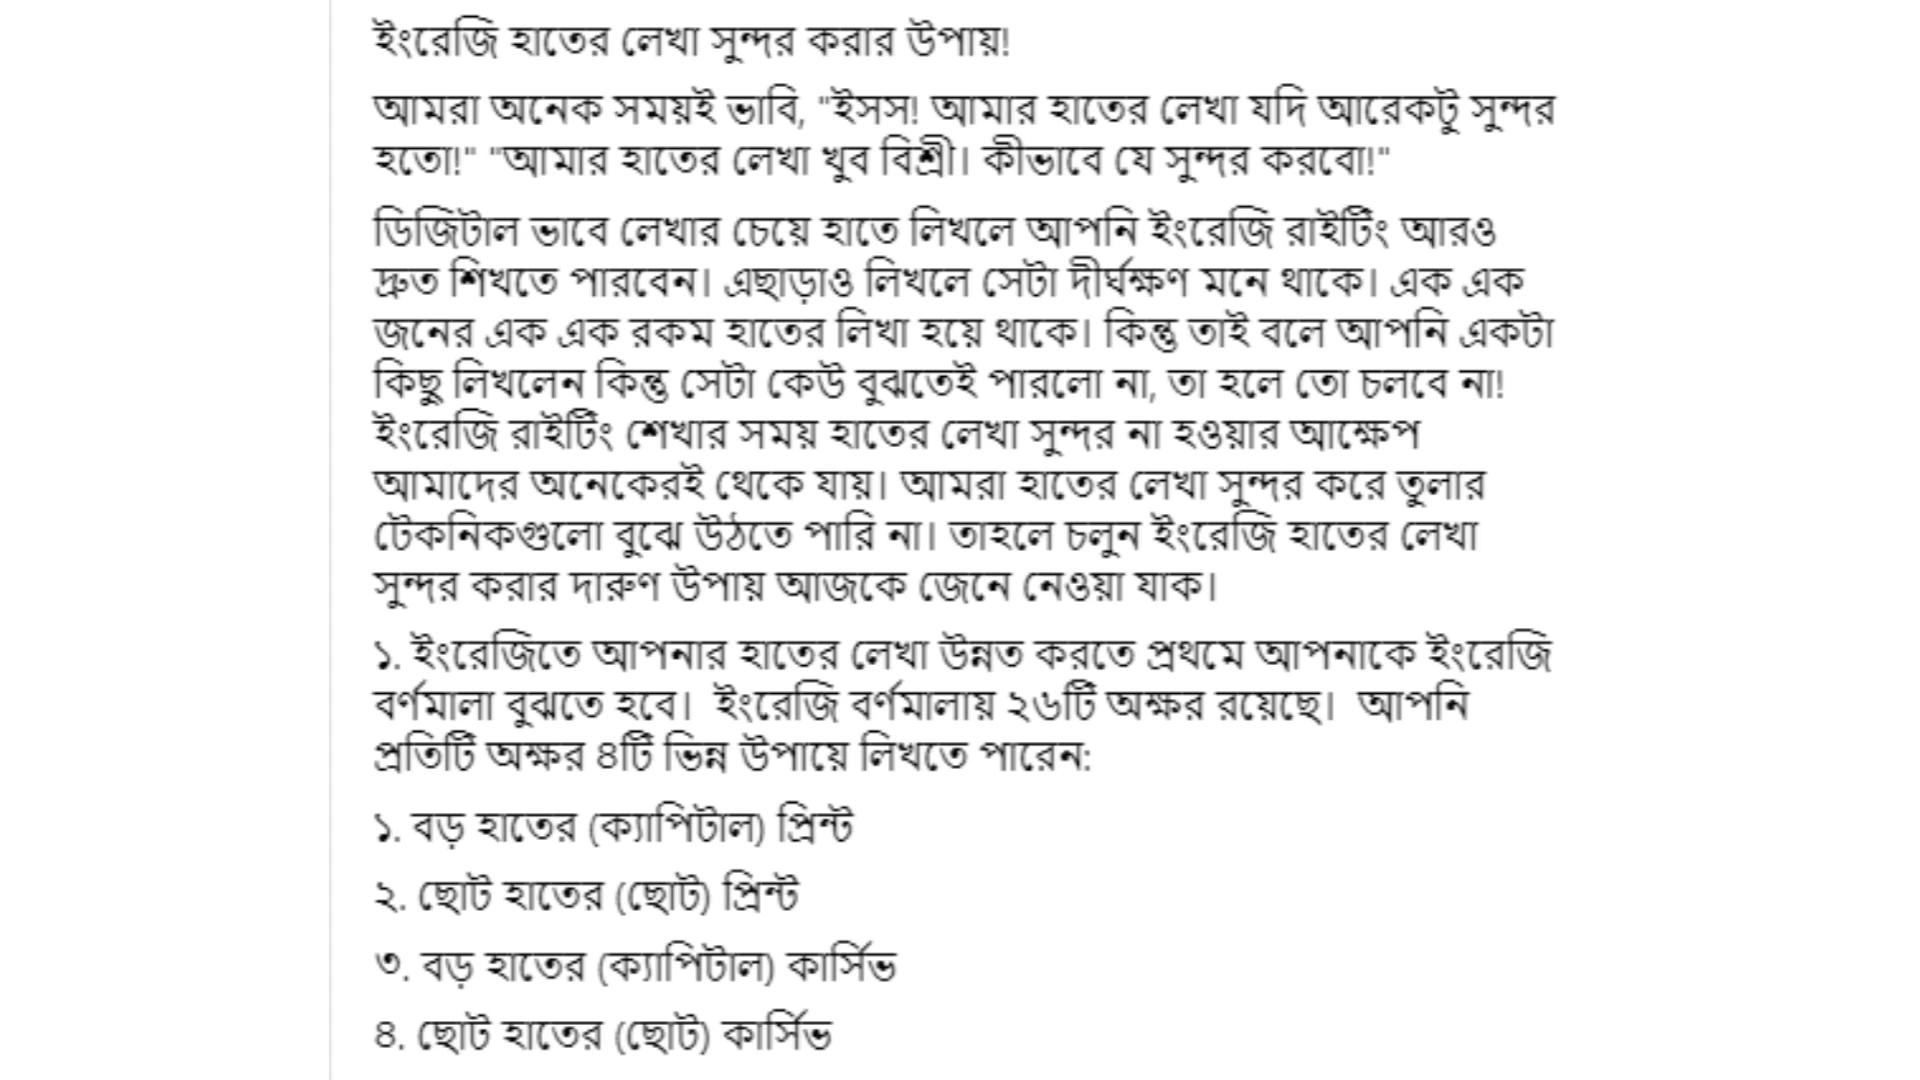 ইংরেজি হাতের লেখা সুন্দর করার উপায়!
আমরা অনেক সময়ই ভাবি, "ইসস! আমার হাতের লেখা যদি আরেকটু সুন্দর
হতো!" "আমার হাতের লেখা খুব বিশ্রী। কীভাবে যে সুন্দর করবো!"
ডিজিটাল ভাবে লেখার চেয়ে হাতে লিখলে আপনি ইংরেজি রাইটিং আরও
দ্রুত শিখতে পারবেন। এছাড়াও লিখলে সেটা দীর্ঘক্ষণ মনে থাকে। এক এক
জনের এক এক রকম হাতের লিখা হয়ে থাকে। কিন্তু তাই বলে আপনি একটা
কিছু লিখলেন কিন্তু সেটা কেউ বুঝতেই পারলো না, তা হলে তো চলবে না!
ইংরেজি রাইটিং শেখার সময় হাতের লেখা সুন্দর না হওয়ার আক্ষেপ
আমাদের অনেকেরই থেকে যায়। আমরা হাতের লেখা সুন্দর করে তুলার
টেকনিকগুলো বুঝে উঠতে পারি না। তাহলে চলুন ইংরেজি হাতের লেখা
সুন্দর করার দারুণ উপায় আজকে জেনে নেওয়া যাক।
১. ইংরেজিতে আপনার হাতের লেখা উন্নত করতে প্রথমে আপনাকে ইংরেজি
বর্ণমালা বুঝতে হবে।  ইংরেজি বর্ণমালায় ২৬টি অক্ষর রয়েছে।  আপনি
প্রতিটি অক্ষর ৪টি ভিন্ন উপায়ে লিখতে পারেন:
১. বড় হাতের (ক্যাপিটাল) প্রিন্ট
২. ছোট হাতের (ছোট) প্রিন্ট
৩. বড় হাতের (ক্যাপিটাল) কার্সিভ
৪. ছোট হাতের (ছোট) কার্সিভ